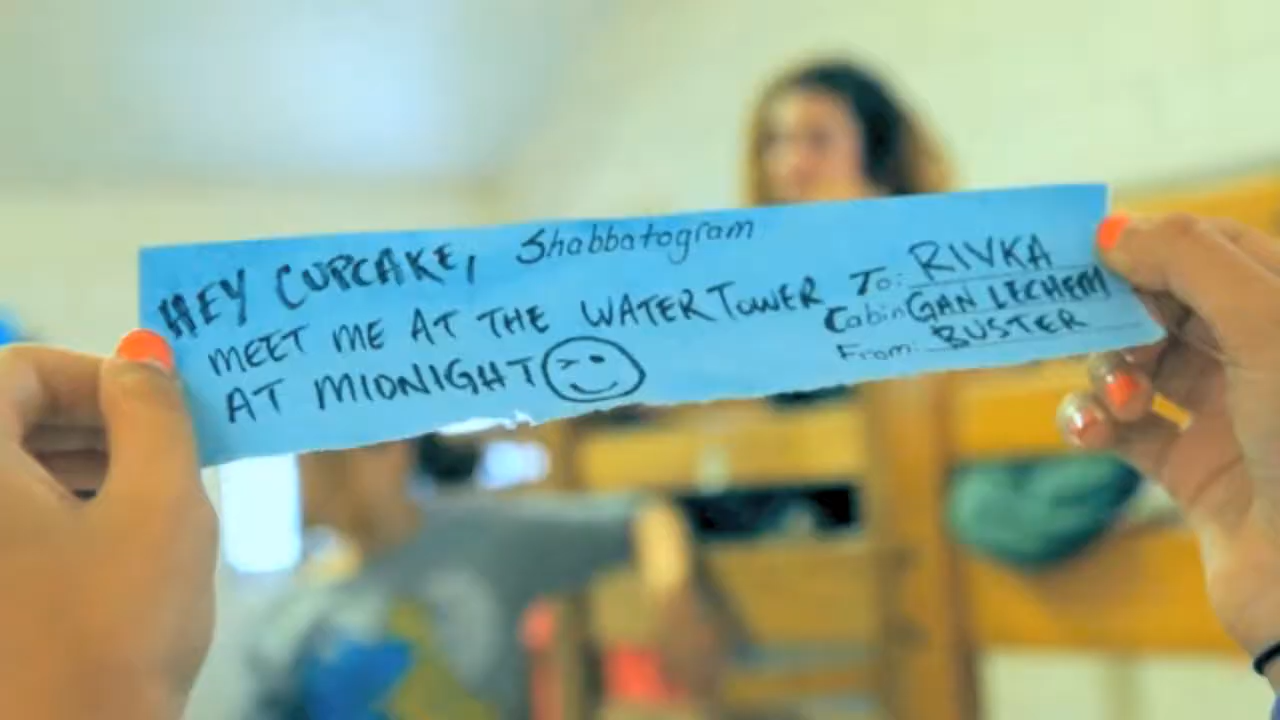 Shabbatogram
HEY CUPCAKE,
MEET ME AT THE WATER TOWER
AT MIDNIGHT
To: RIVKA
Cabin GAN LECHEM
From: BUSTER